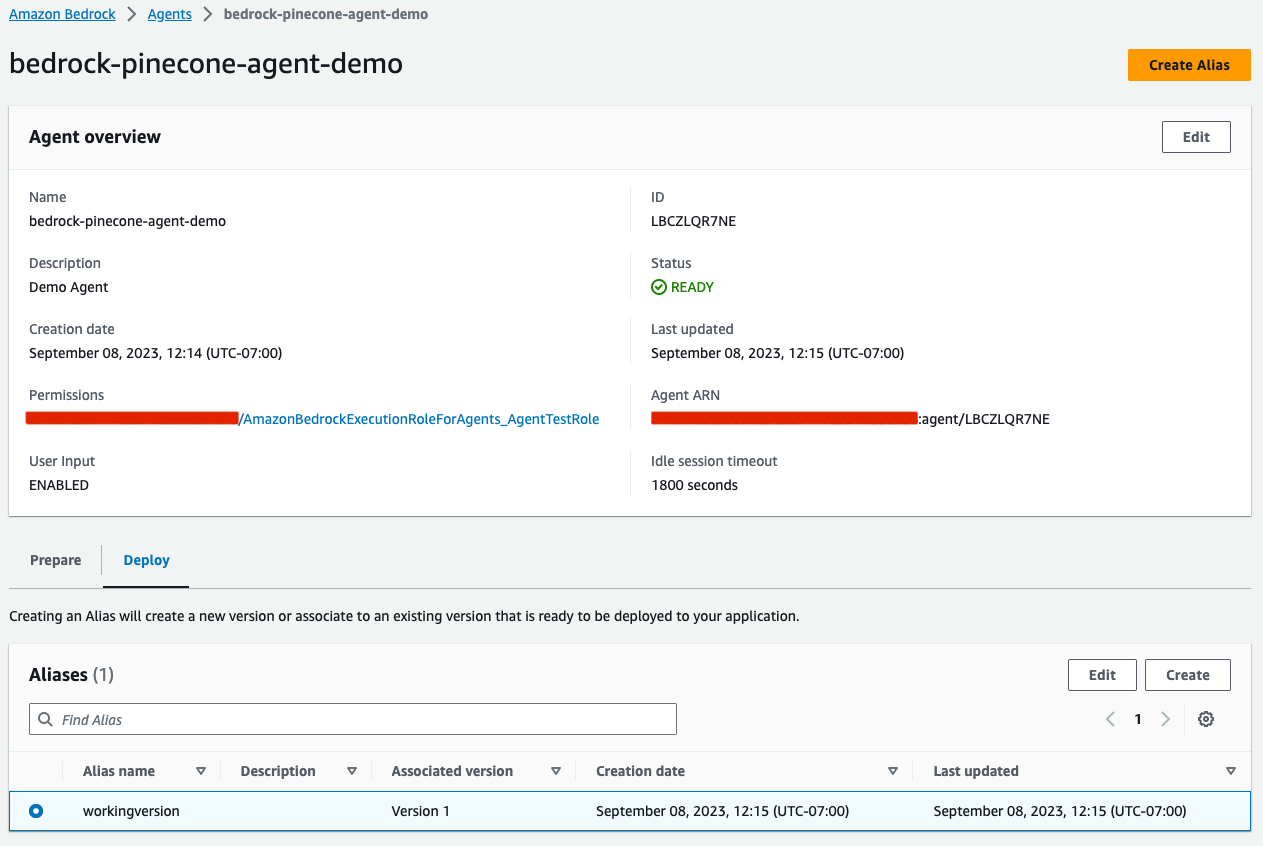 Amazon Bedrock > Agents > bedrock-pinecone-agent-demo
bedrock-pinecone-agent-demo
Create Alias
Agent overview
Edit
Name
bedrock-pinecone-agent-demo
ID
LBCZLQR7NE
Description
Demo Agent
Status
READY
Creation date
September 08, 2023, 12:14 (UTC-07:00)
Last updated
September 08, 2023, 12:15 (UTC-07:00)
Permissions
/AmazonBedrockExecutionRoleForAgents_AgentTestRole
Agent ARN
:agent/LBCZLQR7NE
User Input
ENABLED
Idle session timeout
1800 seconds
Prepare
Deploy
Creating an Alias will create a new version or associate to an existing version that is ready to be deployed to your application.
Aliases (1)
Edit
Create
Find Alias
1
Alias name Description Associated version Creation date Last updated
workingversion Version 1 September 08, 2023, 12:15 (UTC-07:00) September 08, 2023, 12:15 (UTC-07:00)